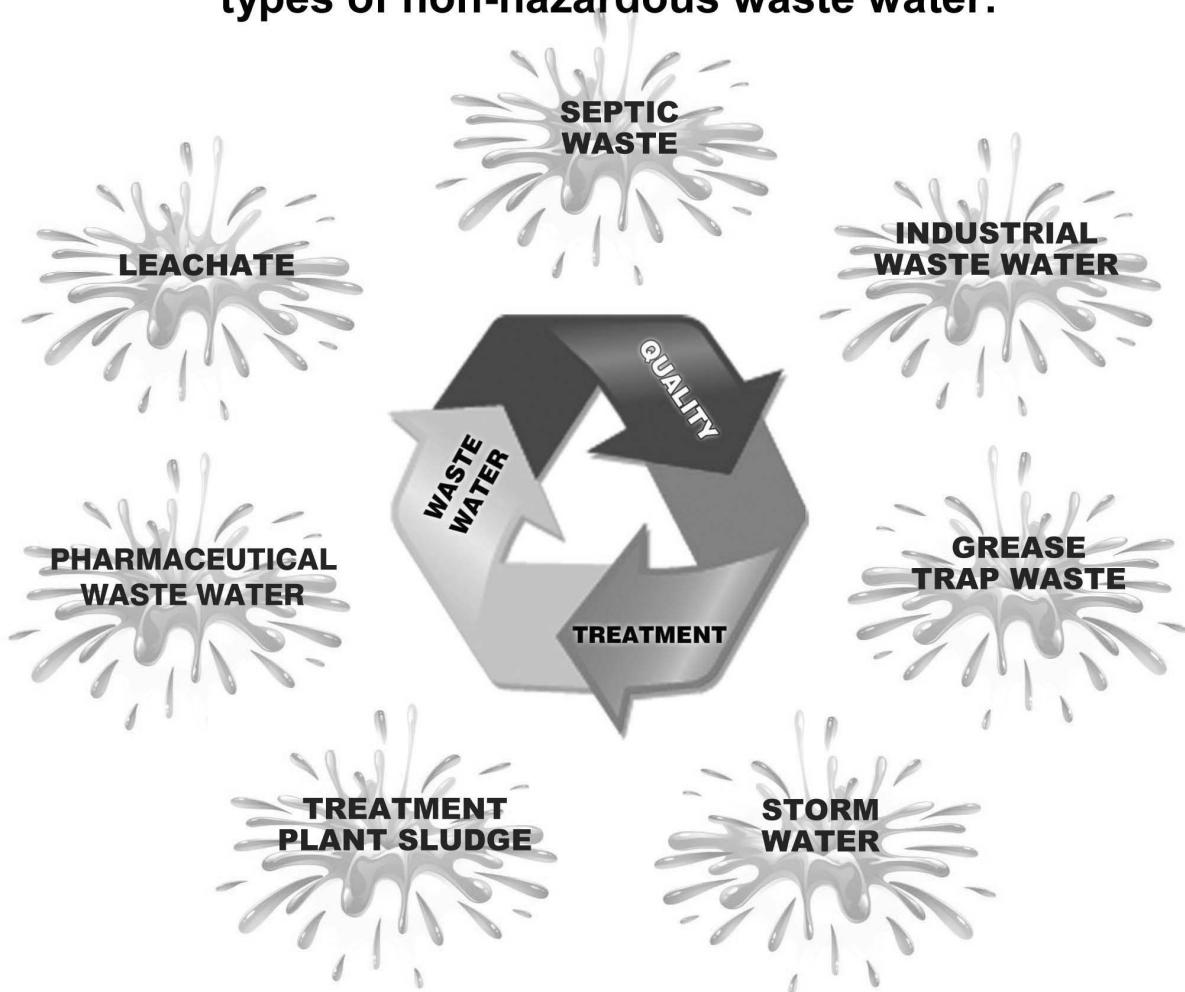 types of non-hazardous waste water:
SEPTIC
WASTE
INDUSTRIAL
WASTE WATER
LEACHATE
QUALITY
WASTE
WATER
TREATMENT
PHARMACEUTICAL
WASTE WATER
GREASE
TRAP WASTE
TREATMENT
PLANT SLUDGE
STORM
WATER